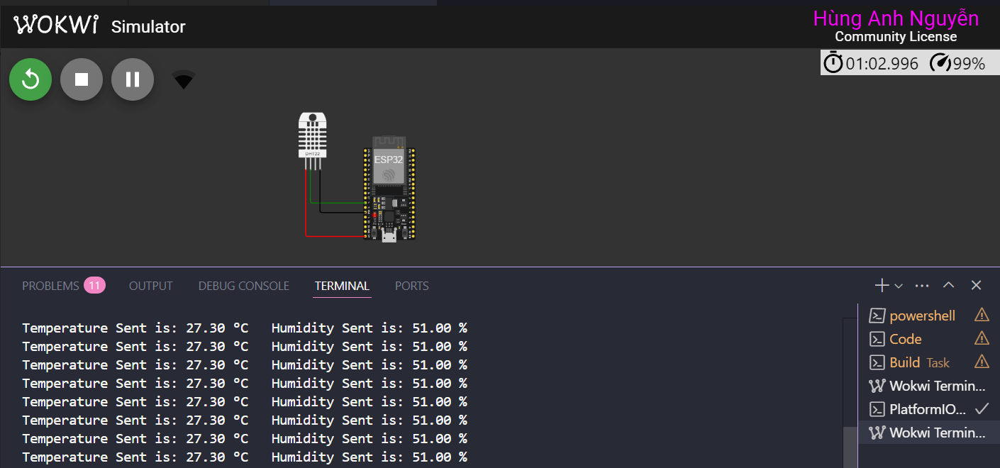 WOKWi Simulator
Hùng Anh Nguyễn
Community License
01:02.996 99%
DHT22
ESP32
PROBLEMS 11 OUTPUT DEBUG CONSOLE TERMINAL PORTS
Temperature Sent is: 27.30 °C Humidity Sent is: 51.00 %
Temperature Sent is: 27.30 °C Humidity Sent is: 51.00 %
Temperature Sent is: 27.30 °C Humidity Sent is: 51.00 %
Temperature Sent is: 27.30 °C Humidity Sent is: 51.00 %
Temperature Sent is: 27.30 °C Humidity Sent is: 51.00 %
Temperature Sent is: 27.30 °C Humidity Sent is: 51.00 %
Temperature Sent is: 27.30 °C Humidity Sent is: 51.00 %
Temperature Sent is: 27.30 °C Humidity Sent is: 51.00 %
powershell
Code
Build Task
Wokwi Termin...
PlatformIO...
Wokwi Termin...